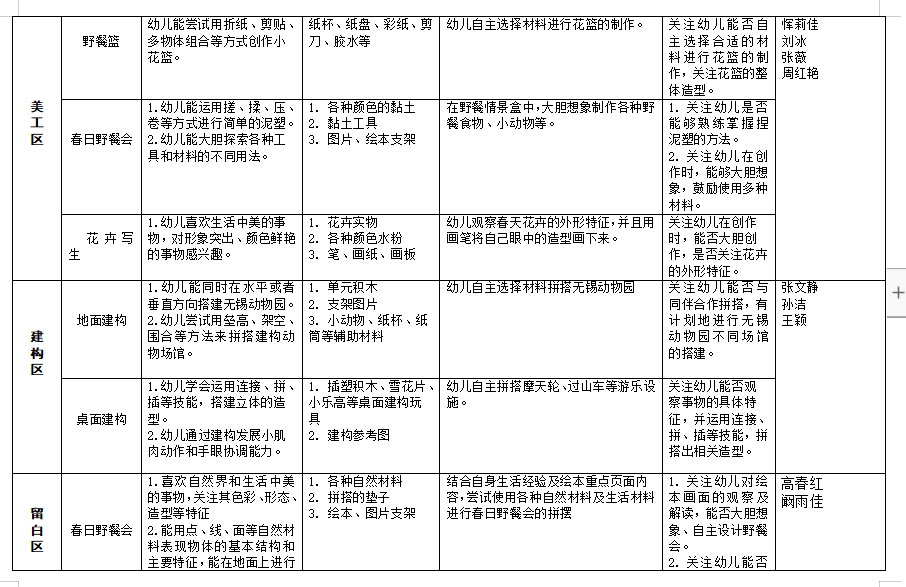 美
工
区
野餐篮
幼儿能尝试用折纸、剪贴、
多物体组合等方式创作小
花篮。
纸杯、纸盘、彩纸、剪
刀、胶水等
幼儿自主选择材料进行花篮的制作。
关注幼儿能否自
主选择合适的材
料进行花篮的制
作，关注花篮的整
体造型。
恽莉佳
刘冰
张薇
周红艳
春日野餐会
1.幼儿能运用搓、揉、压、
卷等方式进行简单的泥塑。
2.幼儿能大胆探索各种工
具和材料的不同用法。
1. 各种颜色的黏土
2. 黏土工具
3. 图片、绘本支架
在野餐情景盒中，大胆想象制作各种野
餐食物、小动物等。
1. 关注幼儿是否
能够熟练掌握捏
泥塑的方法。
2. 关注幼儿在创
作时，能够大胆想
象，鼓励使用多种
材料。
花卉写
生
1.幼儿喜欢生活中美的事
物，对形象突出、颜色鲜艳
的事物感兴趣。
1. 花卉实物
2. 各种颜色水粉
3. 笔、画纸、画板
幼儿观察春天花卉的外形特征，并且用
画笔将自己眼中的造型画下来。
关注幼儿在创作
时，能否大胆创
作，是否关注花卉
的外形特征。
建
构
区
地面建构
1.幼儿能同时在水平或者
垂直方向搭建无锡动物园。
2.幼儿尝试用垒高、架空、
围合等方法来拼搭建构动
物场馆。
1. 单元积木
2. 支架图片
3. 小动物、纸杯、纸
筒等辅助材料
幼儿自主选择材料拼搭无锡动物园
关注幼儿能否与
同伴合作拼搭，有
计划地进行无锡
动物园不同场馆
的搭建。
张文静
孙洁
王颖
桌面建构
1.幼儿学会运用连接、拼、
插等技能，搭建立体的造
型。
2.幼儿通过建构发展小肌
肉动作和手眼协调能力。
1. 插塑积木、雪花片、
小乐高等桌面建构玩
具
2. 建构参考图
幼儿自主拼搭摩天轮、过山车等游乐设
施。
关注幼儿能否观
察事物的具体特
征，并运用连接、
拼、插等技能，拼
搭出相关造型。
留
白
区
春日野餐会
1.喜欢自然界和生活中美
的事物，关注其色彩、形态、
造型等特征
2.能用点、线、面等自然材
料表现物体的基本结构和
主要特征，能在地面上进行
1. 各种自然材料
2. 拼搭的垫子
3. 绘本、图片支架
结合自身生活经验及绘本重点页面内
容，尝试使用各种自然材料及生活材料
进行春日野餐会的拼摆
1. 关注幼儿对绘
本画面的观察及
解读，能否大胆想
象、自主设计野餐
会。
2. 关注幼儿能否
高春红
阚雨佳